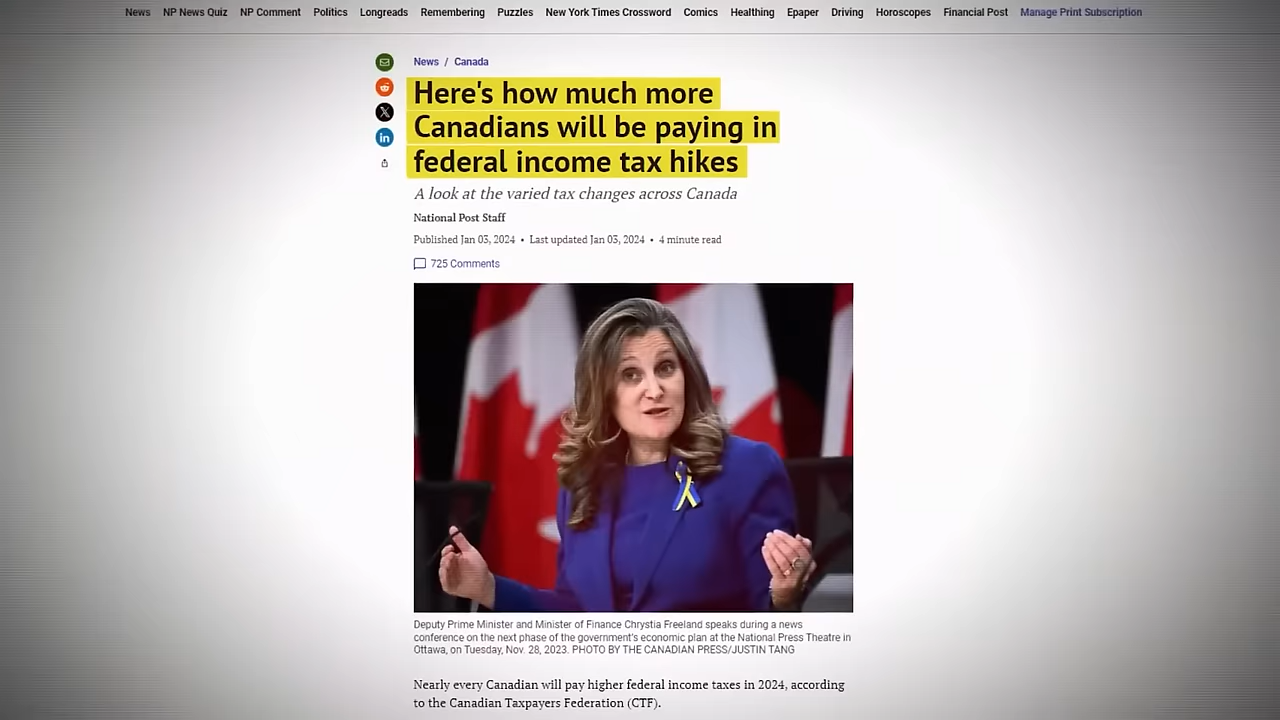 News NP News Quiz NP Comment Politics Longreads Remembering Puzzles New York Times Crossword Comics Healthing Epaper Driving Horoscopes Financial Post Manage Print Subscription
News / Canada
Here's how much more
Canadians will be paying in
federal income tax hikes
A look at the varied tax changes across Canada
National Post Staff
Published Jan 03, 2024 • Last updated Jan 03, 2024 • 4 minute read
725 Comments
Deputy Prime Minister and Minister of Finance Chrystia Freeland speaks during a news
conference on the next phase of the government's economic plan at the National Press Theatre in
Ottawa, on Tuesday, Nov. 28, 2023. PHOTO BY THE CANADIAN PRESS/JUSTIN TANG
Nearly every Canadian will pay higher federal income taxes in 2024, according
to the Canadian Taxpayers Federation (CTF).